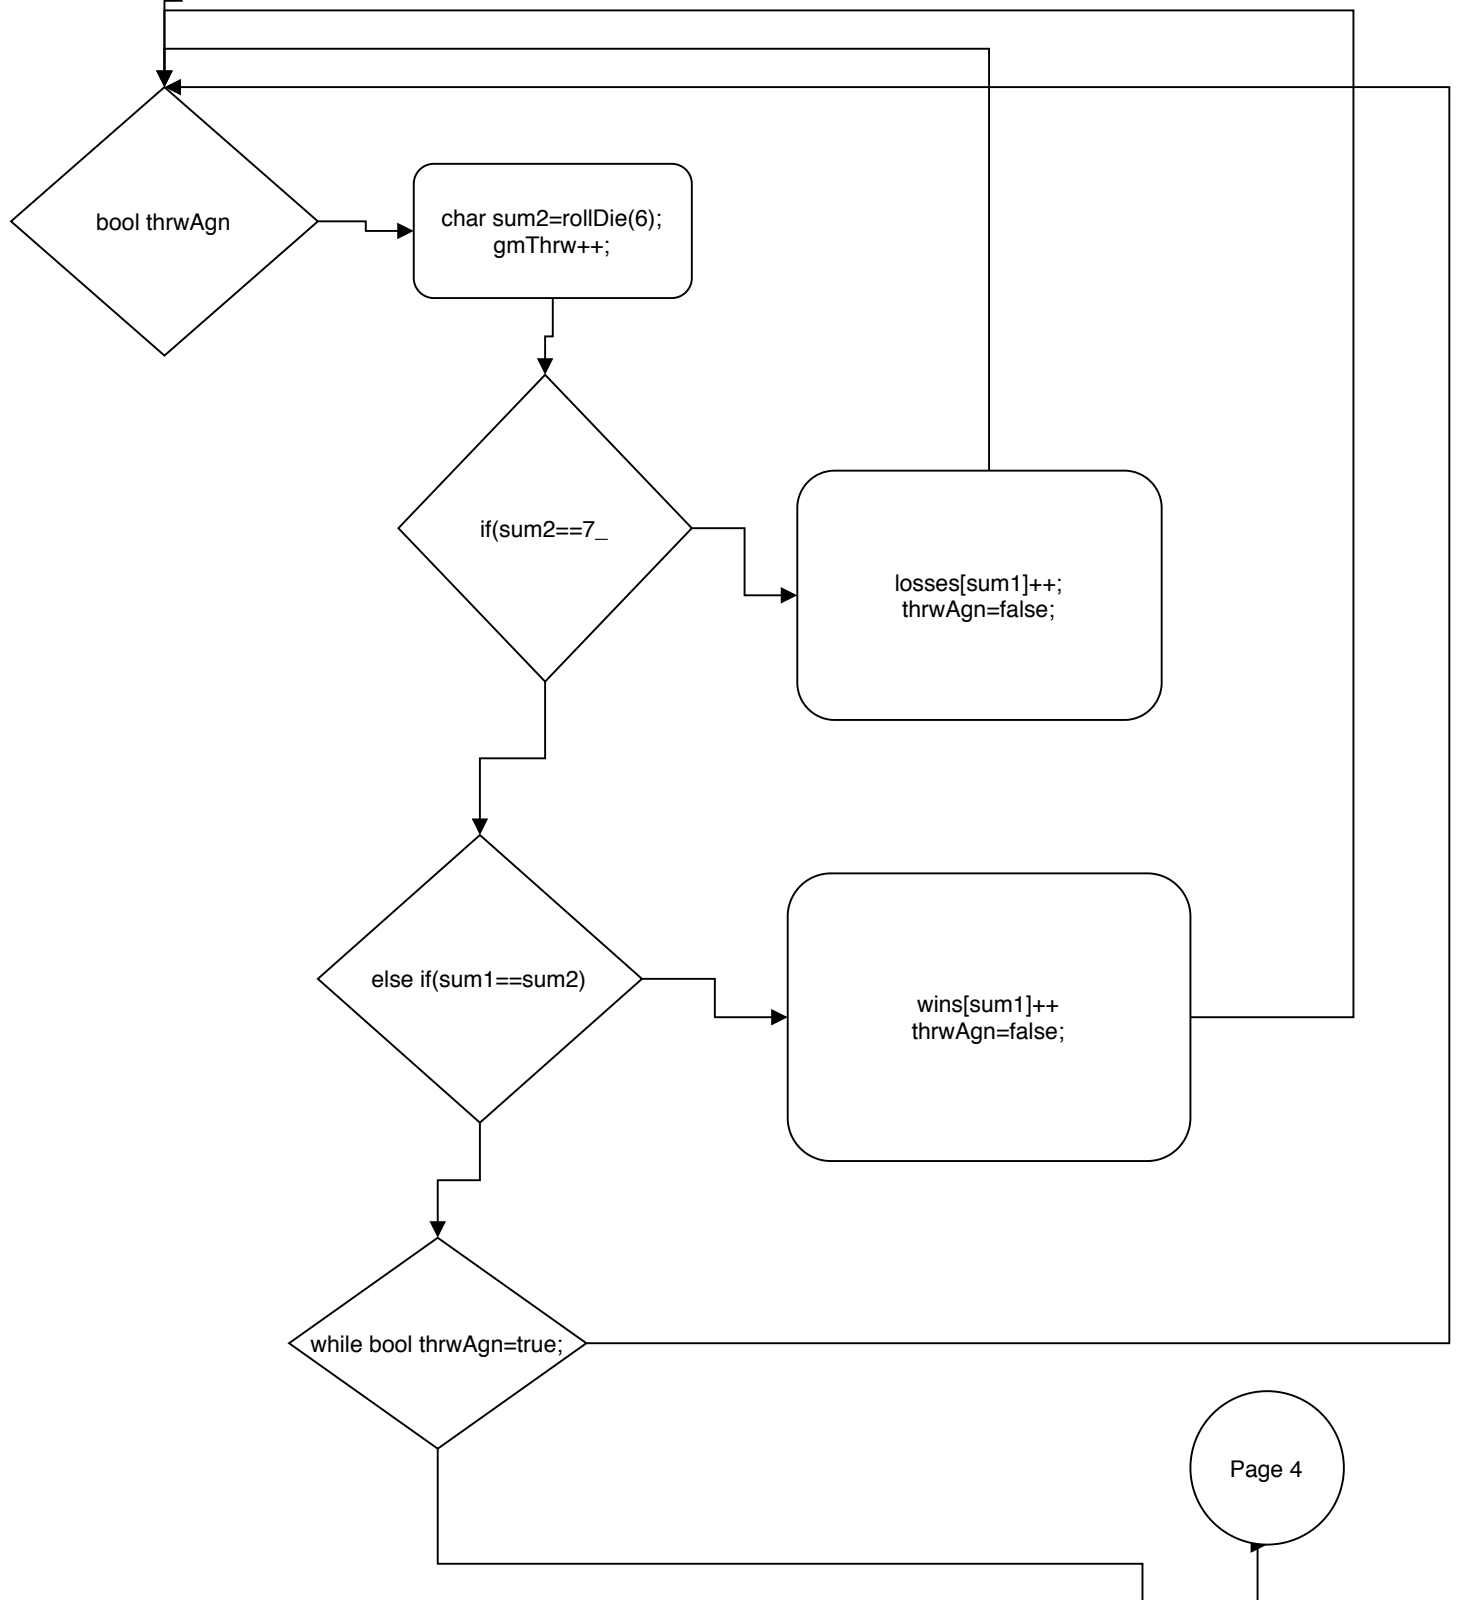 bool thrwAgn
char sum2=rollDie(6);
gmThrw++;
if(sum2==7_
losses[sum1]++;
thrwAgn=false;
else if(sum1==sum2)
wins[sum1]++
thrwAgn=false;
while bool thrwAgn=true;
Page 4